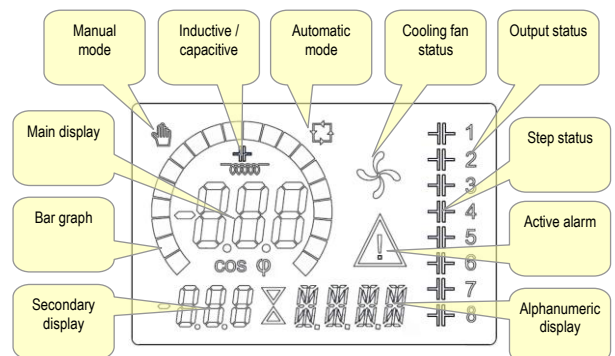 Manual
mode
Inductive /
capacitive
Automatic
mode
Cooling fan
status
Output status
Main display
Step status
Bar graph
Active alarm
Secondary
display
Alphanumeric
display
cos φ
1
2
3
4
5
6
7
8